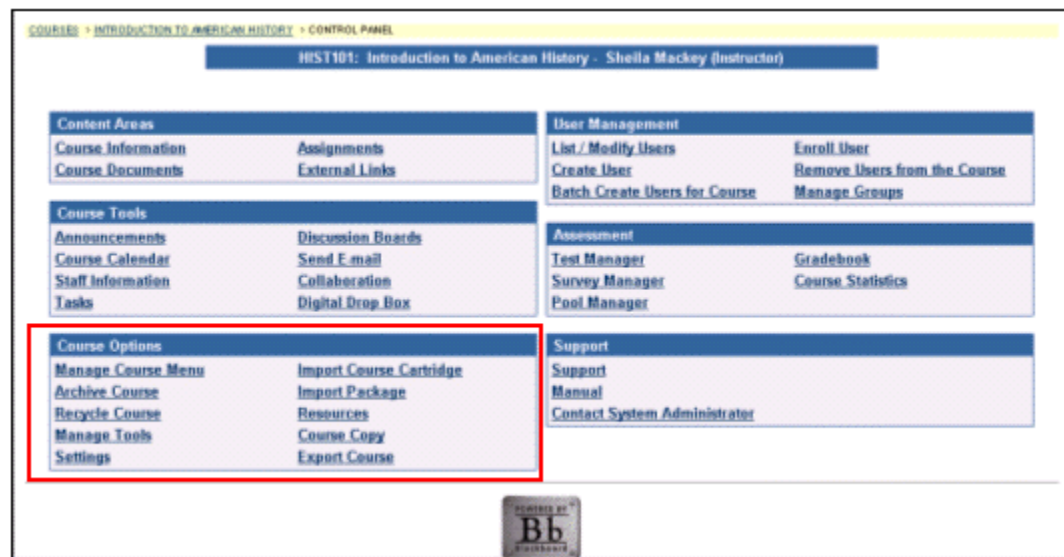 COURSES > INTRODUCTION TO AMERICAN HISTORY > CONTROL PANEL
HIST101: Introduction to American History - Sheila Mackey (Instructor)
Content Areas
Course Information Assignments
Course Documents External Links
Course Tools
Announcements Discussion Boards
Course Calendar Send E-mail
Staff Information Collaboration
Tasks Digital Drop Box
Course Options
Manage Course Menu Import Course Cartridge
Archive Course Import Package
Recycle Course Resources
Manage Tools Course Copy
Settings Export Course
User Management
List / Modify Users Enroll User
Create User Remove Users from the Course
Batch Create Users for Course Manage Groups
Assessment
Test Manager Gradebook
Survey Manager Course Statistics
Pool Manager
Support
Support
Manual
Contact System Administrator
POWERED BY
Bb
Blackboard